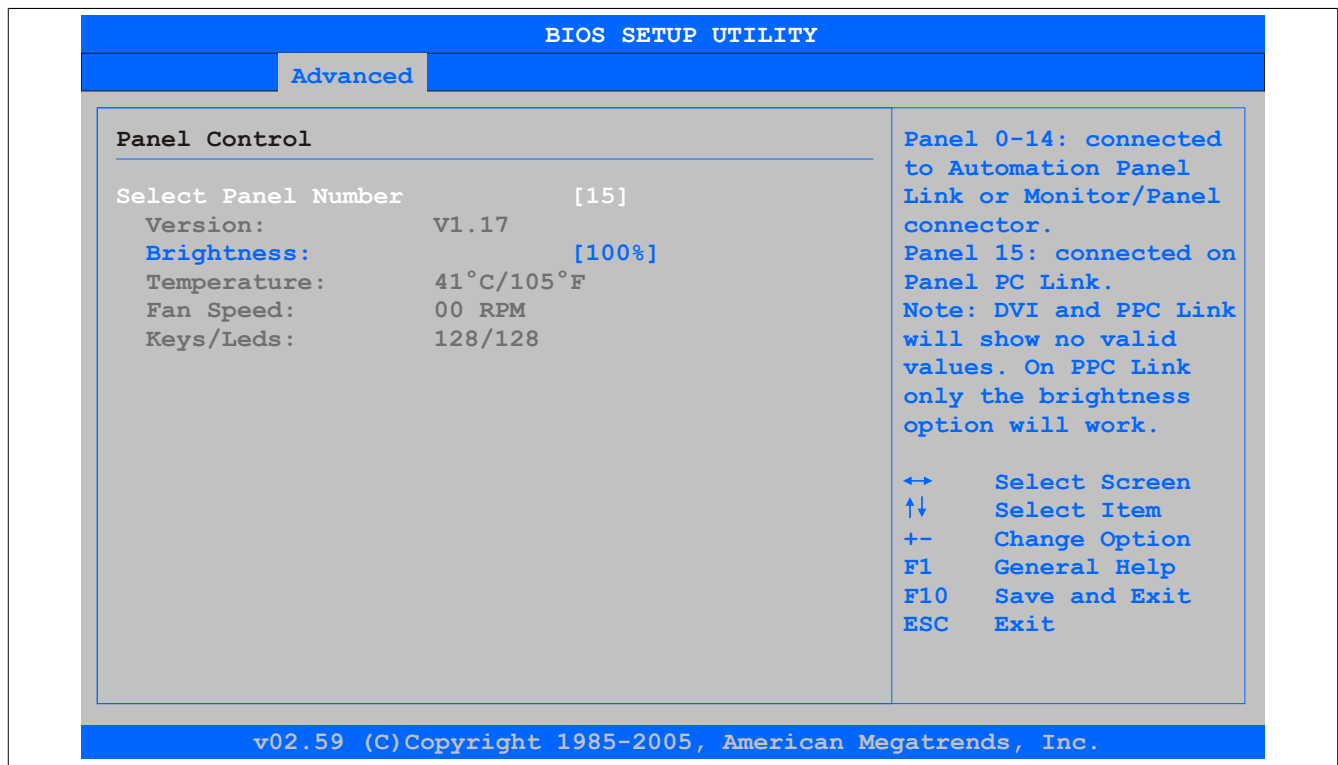 BIOS SETUP UTILITY
Advanced
Panel Control
Select Panel Number [15]
Version: V1.17
Brightness: [100%]
Temperature: 41°C/105°F
Fan Speed: 00 RPM
Keys/Leds: 128/128
Panel 0-14: connected
to Automation Panel
Link or Monitor/Panel
connector.
Panel 15: connected on
Panel PC Link.
Note: DVI and PPC Link
will show no valid
values. On PPC Link
only the brightness
option will work.
↔ Select Screen
↑↓ Select Item
+- Change Option
F1 General Help
F10 Save and Exit
ESC Exit
v02.59 (C)Copyright 1985-2005, American Megatrends, Inc.